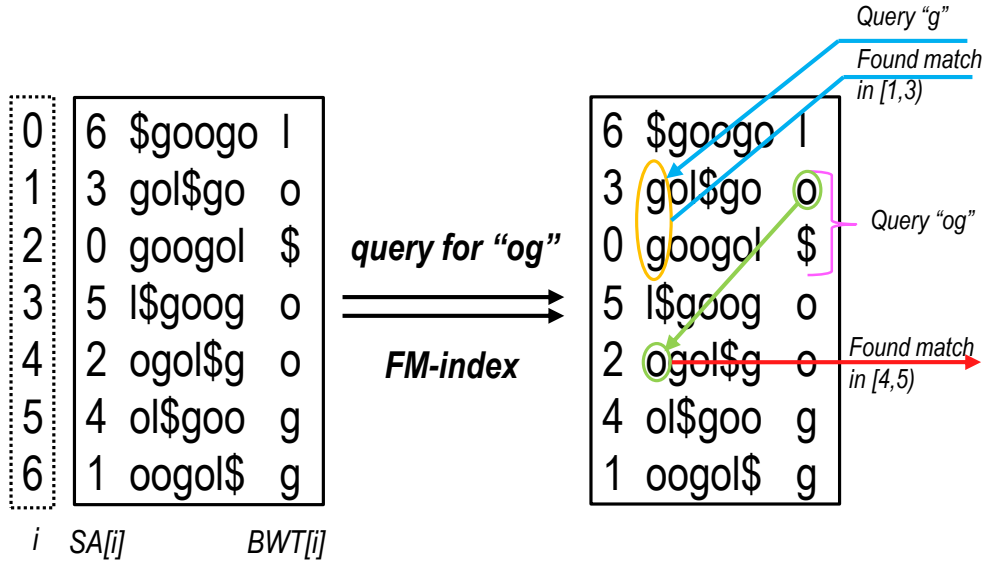 Query “g”
Found match
in [1,3)
0 6 $googo l
1 3 gol$go o
2 0 googol $
3 5 l$goog o
4 2 ogol$g o
5 4 ol$goo g
6 1 oogol$ g
i SA[i] BWT[i]
query for “og”
FM-index
6 $googo l
3 gol$go o
0 googol $
5 l$goog o
2 ogol$g o
4 ol$goo g
1 oogol$ g
Query “og”
Found match
in [4,5)